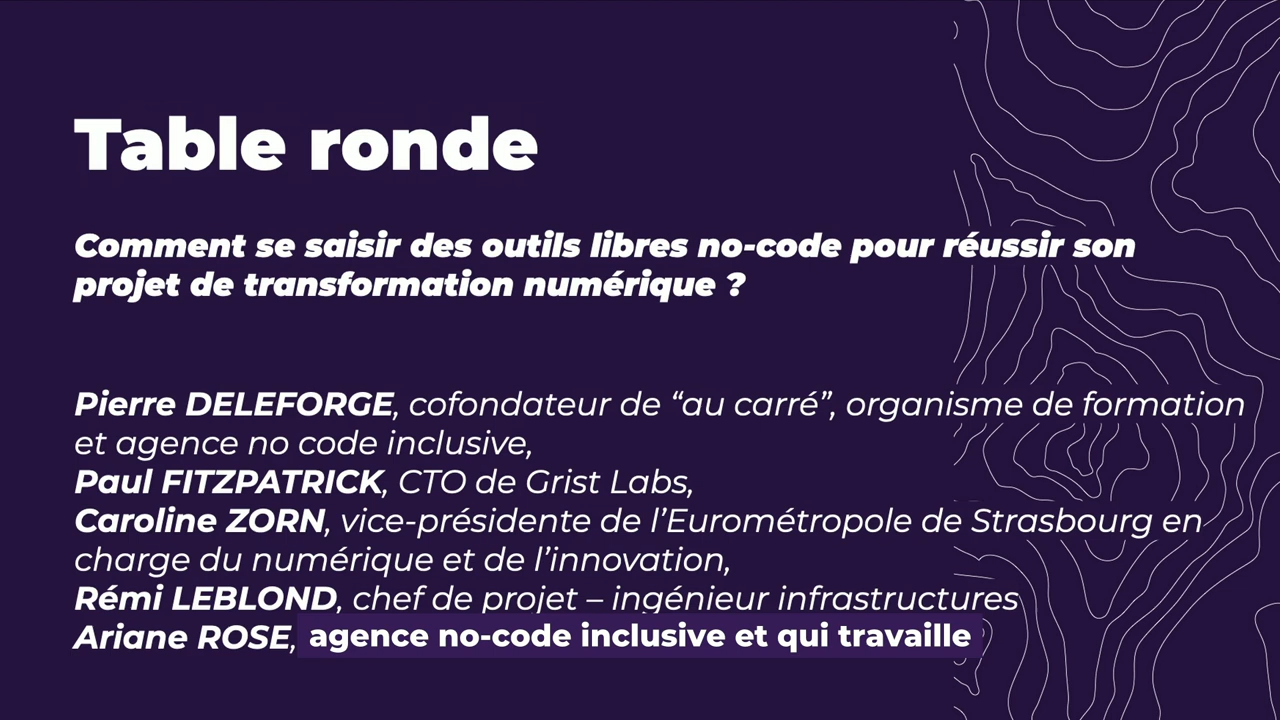 Table ronde
Comment se saisir des outils libres no-code pour réussir son
projet de transformation numérique ?
Pierre DELEFORGE, cofondateur de “au carré”, organisme de formation
et agence no code inclusive,
Paul FITZPATRICK, CTO de Grist Labs,
Caroline ZORN, vice-présidente de l’Eurométropole de Strasbourg en
charge du numérique et de l’innovation,
Rémi LEBLOND, chef de projet – ingénieur infrastructures
Ariane ROSE, agence no-code inclusive et qui travaille